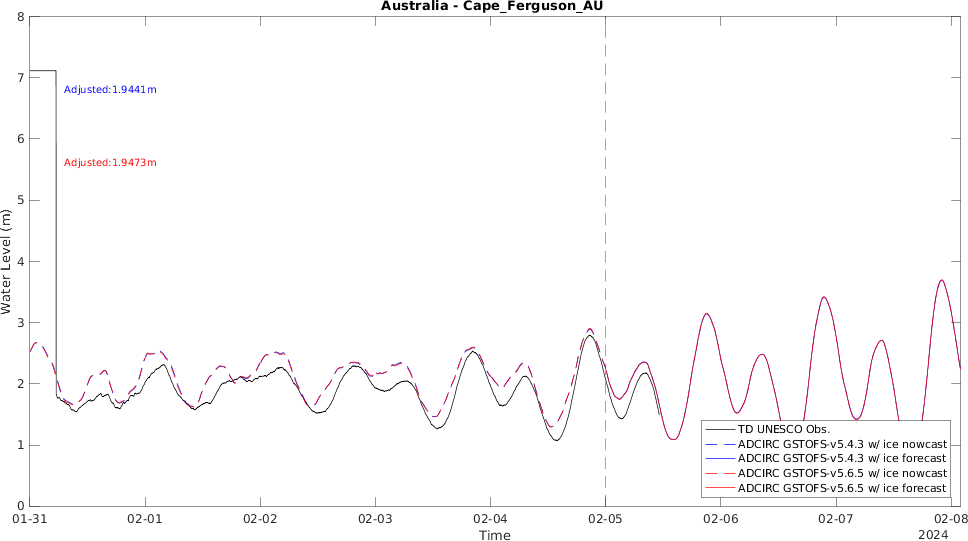 Australia - Cape_Ferguson_AU
8
7
6
5
4
3
2
1
0
Water Level (m)
Adjusted:1.9441m
Adjusted:1.9473m
TD UNESCO Obs.
ADCIRC GSTOFS-v5.4.3 w/ ice nowcast
ADCIRC GSTOFS-v5.4.3 w/ ice forecast
ADCIRC GSTOFS-v5.6.5 w/ ice nowcast
ADCIRC GSTOFS-v5.6.5 w/ ice forecast
01-31 02-01 02-02 02-03 02-04 02-05 02-06 02-07 02-08
Time
2024